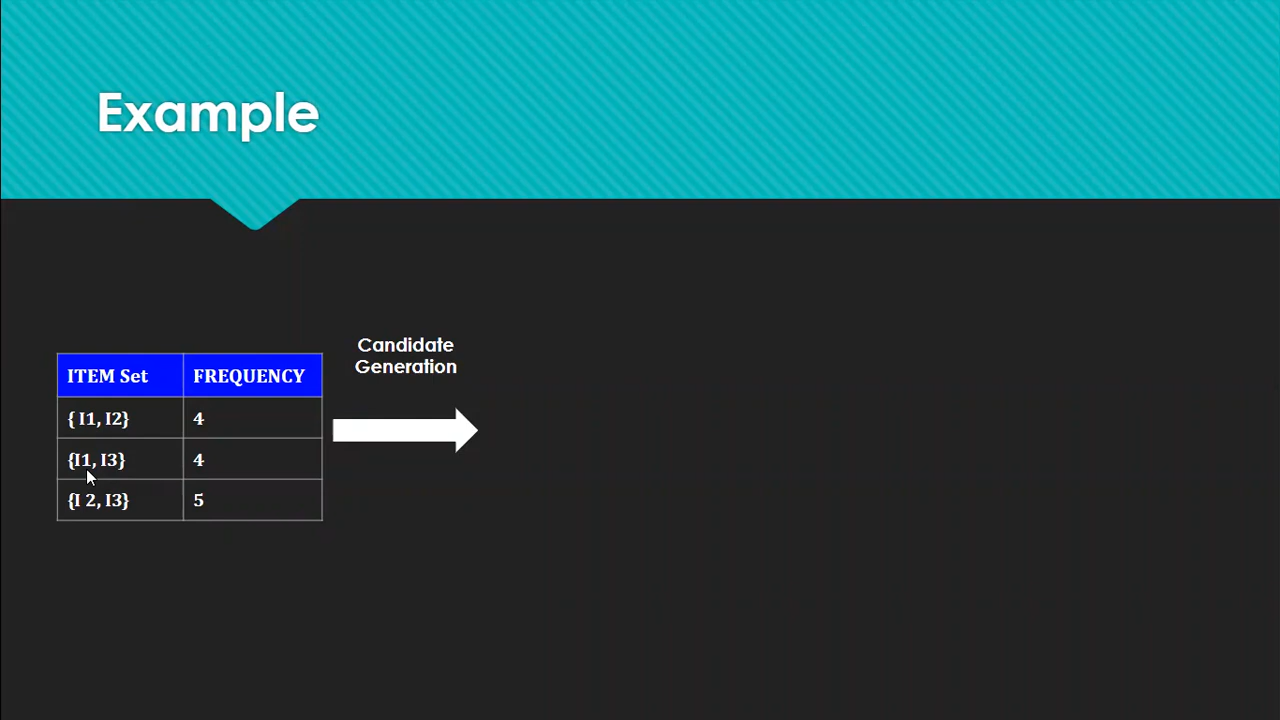 Example
Candidate
Generation
ITEM Set FREQUENCY
{ I1, I2} 4
{I1, I3} 4
{I 2, I3} 5